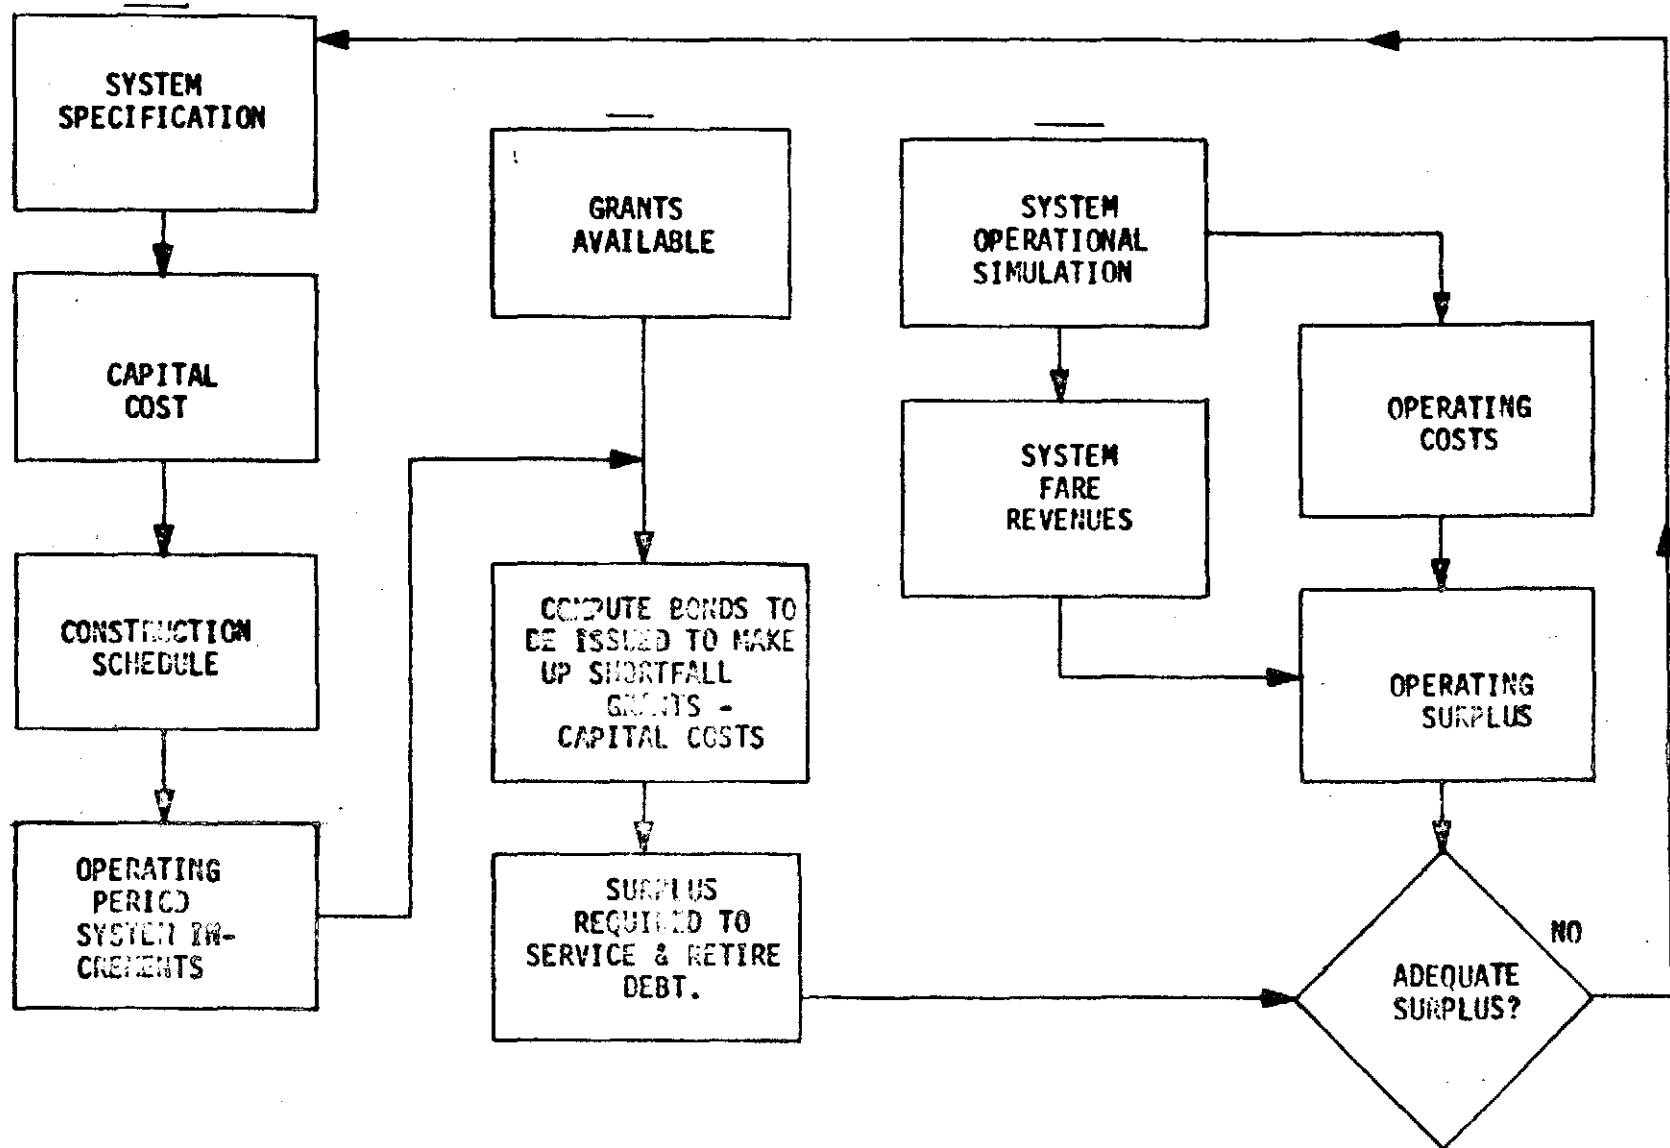 SYSTEM
SPECIFICATION
CAPITAL
COST
CONSTRUCTION
SCHEDULE
OPERATING
PERIOD
SYSTEM IN-
CREMENTS
GRANTS
AVAILABLE
COMPUTE BONDS TO
BE ISSUED TO MAKE
UP SHORTFALL
GRANTS -
CAPITAL COSTS
SURPLUS
REQUIRED TO
SERVICE & RETIRE
DEBT.
SYSTEM
OPERATIONAL
SIMULATION
SYSTEM
FARE
REVENUES
OPERATING
COSTS
OPERATING
SURPLUS
NO
ADEQUATE
SURPLUS?